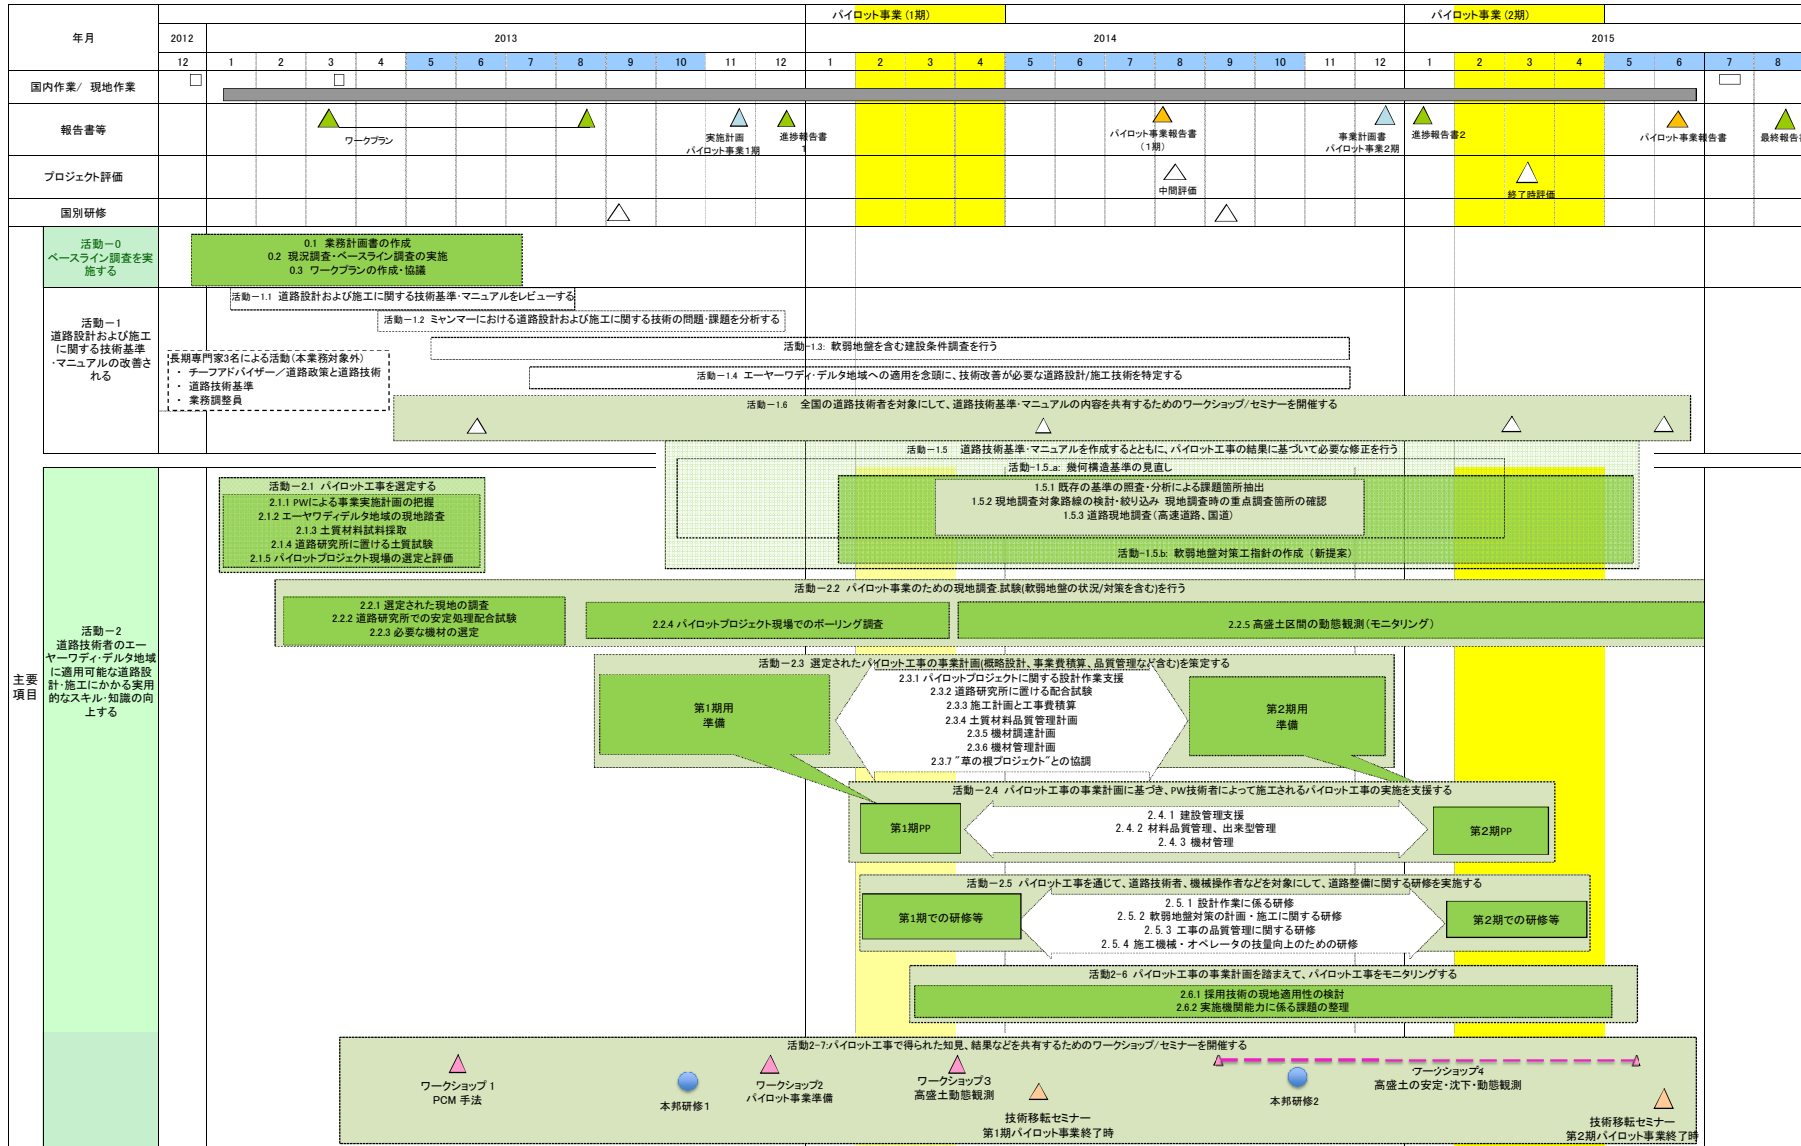 パイロット事業 (1期)
パイロット事業 (2期)
年月
2012
2013
2014
2015
12
1
2
3
4
5
6
7
8
9
10
11
12
1
2
3
4
5
6
7
8
9
10
11
12
1
2
3
4
5
6
7
8
国内作業/ 現地作業
報告書等
ワークプラン
実施計画
パイロット事業1期
進捗報告書
1
パイロット事業報告書
(1期)
事業計画書
パイロット事業2期
進捗報告書2
パイロット事業報告書
最終報告書
プロジェクト評価
中間評価
終了時評価
国別研修
主要
項目
活動－0
ベースライン調査を実
施する
0.1 業務計画書の作成
0.2 現況調査・ベースライン調査の実施
0.3 ワークプランの作成・協議
活動－1
道路設計および施工
に関する技術基準
・マニュアルの改善さ
れる
活動－1.1 道路設計および施工に関する技術基準・マニュアルをレビューする
活動－1.2 ミャンマーにおける道路設計および施工に関する技術の問題・課題を分析する
活動－1.3: 軟弱地盤を含む建設条件調査を行う
長期専門家3名による活動(本業務対象外)
・ チーフアドバイザー／道路政策と道路技術
・ 道路技術基準
・ 業務調整員
活動－1.4 エーヤワディ・デルタ地域への適用を念頭に、技術改善が必要な道路設計/施工技術を特定する
活動－1.6 全国の道路技術者を対象にして、道路技術基準・マニュアルの内容を共有するためのワークショップ/セミナーを開催する
活動－1.5 道路技術基準・マニュアルを作成するとともに、パイロット工事の結果に基づいて必要な修正を行う
活動-1.5.a: 幾何構造基準の見直し
1.5.1 既存の基準の照査・分析による課題箇所抽出
1.5.2 現地調査対象路線の検討・絞り込み 現地調査時の重点調査箇所の確認
1.5.3 道路現地調査（高速道路、国道）
活動-1.5.b: 軟弱地盤対策工指針の作成 （新提案）
活動－2
道路技術者のエー
ヤーワディ・デルタ地域
に適用可能な道路設
計・施工にかかる実用
的なスキル・知識の向
上する
活動－2.1 パイロット工事を選定する
2.1.1 PWによる事業実施計画の把握
2.1.2 エーヤワディデルタ地域の現地踏査
2.1.3 土質材料試料採取
2.1.4 道路研究所に置ける土質試験
2.1.5 パイロットプロジェクト現場の選定と評価
活動－2.2 パイロット事業のための現地調査.試験(軟弱地盤の状況/対策を含む)を行う
2.2.1 選定された現地の調査
2.2.2 道路研究所での安定処理配合試験
2.2.3 必要な機材の選定
2.2.4 パイロットプロジェクト現場でのボーリング調査
2.2.5 高盛土区間の動態観測（モニタリング）
活動－2.3 選定されたパイロット工事の事業計画(概略設計、事業費積算、品質管理など含む)を策定する
第1期用
準備
2.3.1 パイロットプロジェクトに関する設計作業支援
2.3.2 道路研究所に置ける配合試験
2.3.3 施工計画と工事費積算
2.3.4 土質材料品質管理計画
2.3.5 機材調達計画
2.3.6 機材管理計画
2.3.7 "草の根プロジェクト"との協調
第2期用
準備
活動－2.4 パイロット工事の事業計画に基づき、PW技術者によって施工されるパイロット工事の実施を支援する
第1期PP
2.4.1 建設管理支援
2.4.2 材料品質管理、出来型管理
2.4.3 機材管理
第2期PP
活動－2.5 パイロット工事を通じて、道路技術者、機械操作者などを対象にして、道路整備に関する研修を実施する
第1期での研修等
2.5.1 設計作業に係る研修
2.5.2 軟弱地盤対策の計画・施工に関する研修
2.5.3 工事の品質管理に関する研修
2.5.4 施工機械・オペレータの技量向上のための研修
第2期での研修等
活動2-6 パイロット工事の事業計画を踏まえて、パイロット工事をモニタリングする
2.6.1 採用技術の現地適用性の検討
2.6.2 実施機関能力に係る課題の整理
活動2-7:パイロット工事で得られた知見、結果などを共有するためのワークショップ/セミナーを開催する
ワークショップ 1
PCM 手法
本邦研修1
ワークショップ2
パイロット事業準備
ワークショップ3
高盛土動態観測
技術移転セミナー
第1期パイロット事業終了時
本邦研修2
ワークショップ4
高盛土の安定・沈下・動態観測
技術移転セミナー
第2期パイロット事業終了時